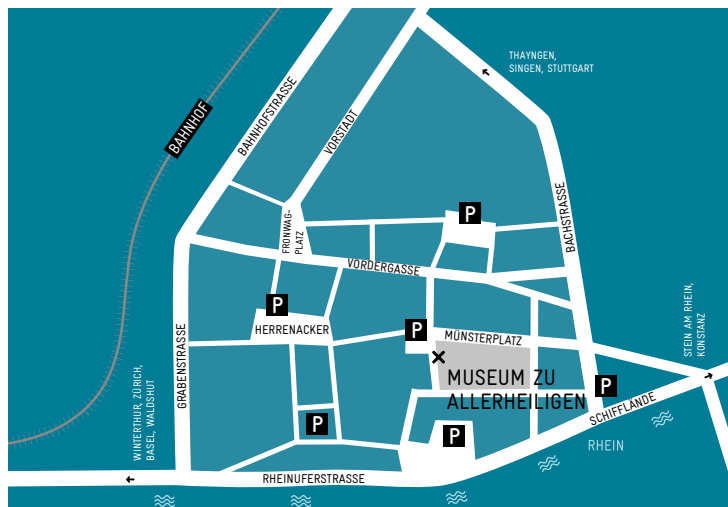 THAYNGEN,
SINGEN, STUTTGART
BAHNHOF
BAHNHOFSTRASSE
VORSTADT
BACHSTRASSE
P
FRONWAG-
PLATZ
VORDERGASSE
P
HERRENACKER
P
MÜNSTERPLATZ
STEIN AM RHEIN,
KONSTANZ
GRABENSTRASSE
MUSEUM ZU
ALLERHEILIGEN
P
SCHIFFLÄNDE
WINTERTHUR, ZÜRICH,
BASEL, WALDSHUT
P
P
RHEIN
RHEINUFERSTRASSE